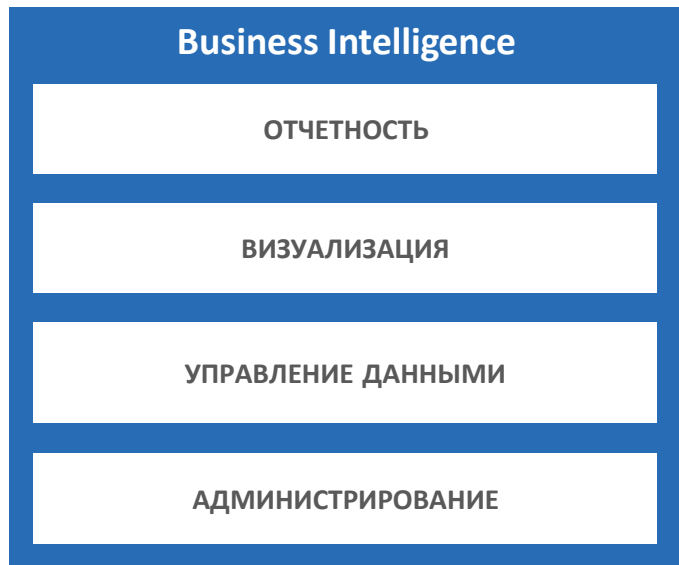 Business Intelligence
ОТЧЕТНОСТЬ
ВИЗУАЛИЗАЦИЯ
УПРАВЛЕНИЕ ДАННЫМИ
АДМИНИСТРИРОВАНИЕ